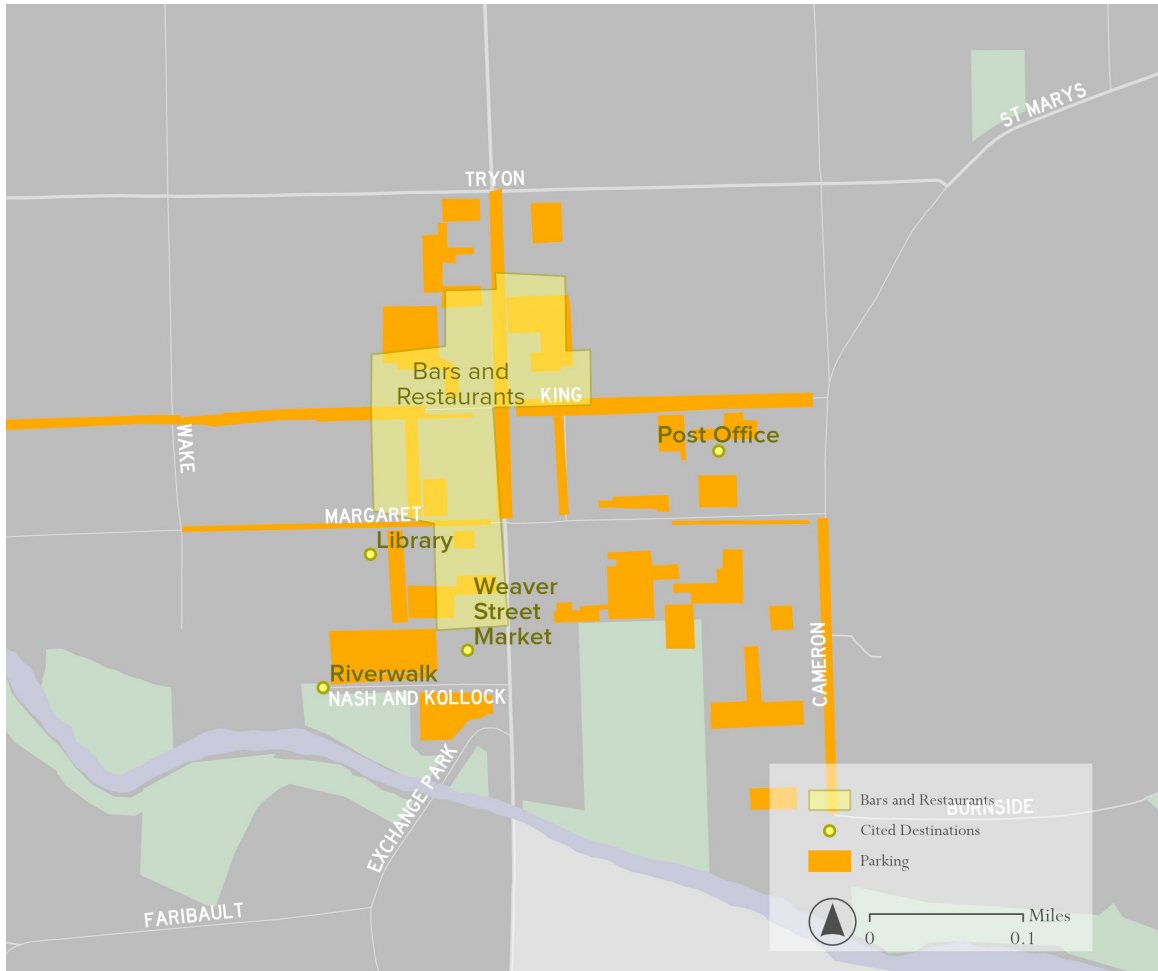 ST MARYS
TRYON
Bars and
Restaurants
KING
WAKE
Post Office
MARGARET
Library
Weaver
Street
Market
CAMERON
Riverwalk
NASH AND KOLLOCK
EXCHANGE PARK
FARIBAULT
BURNSIDE
Bars and Restaurants
Cited Destinations
Parking
Miles
0 0.1